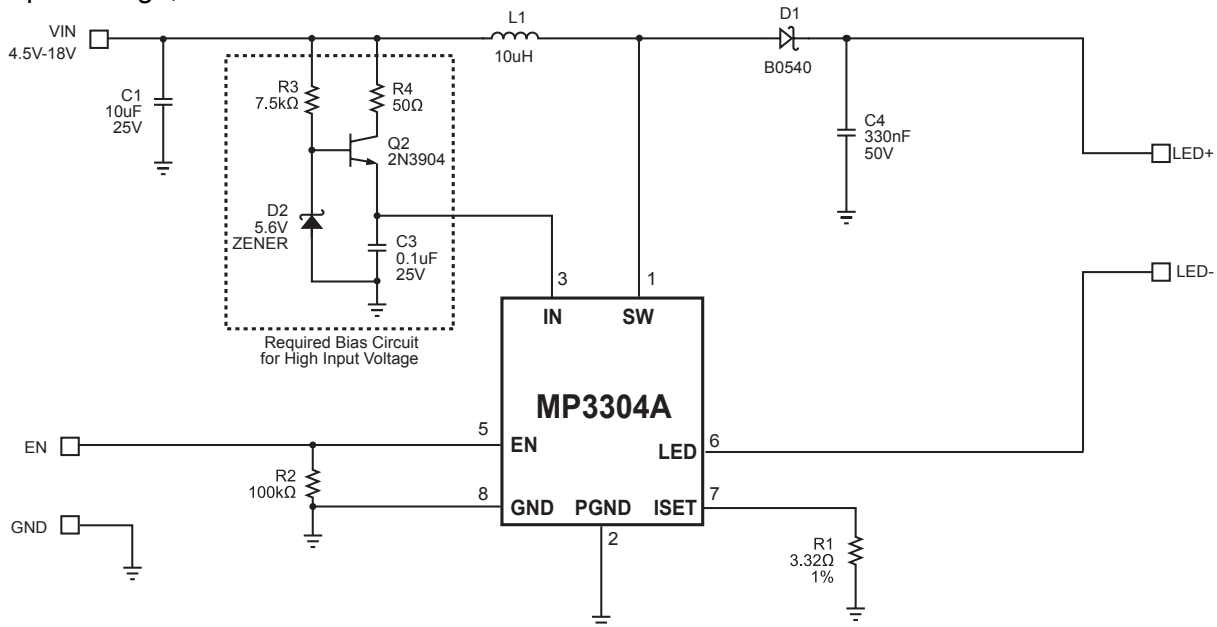 VIN
4.5V-18V
C1
10uF
25V
R3
7.5kΩ
R4
50Ω
Q2
2N3904
D2
5.6V
ZENER
C3
0.1uF
25V
Required Bias Circuit
for High Input Voltage
L1
10uH
D1
B0540
C4
330nF
50V
LED+
LED-
3
1
IN
SW
MP3304A
EN
5
EN
LED
6
R2
100kΩ
8
GND
PGND
ISET
7
GND
2
R1
3.32Ω
1%